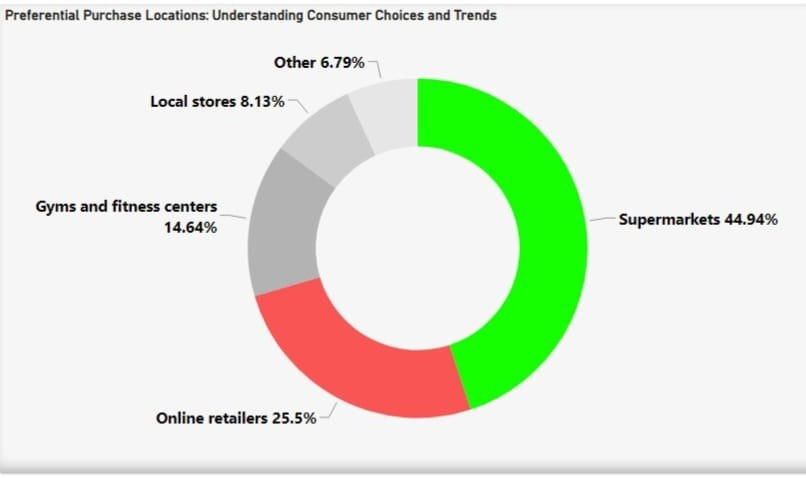 Preferential Purchase Locations: Understanding Consumer Choices and Trends
Other 6.79%
Local stores 8.13%
Gyms and fitness centers
14.64%
Supermarkets 44.94%
Online retailers 25.5%